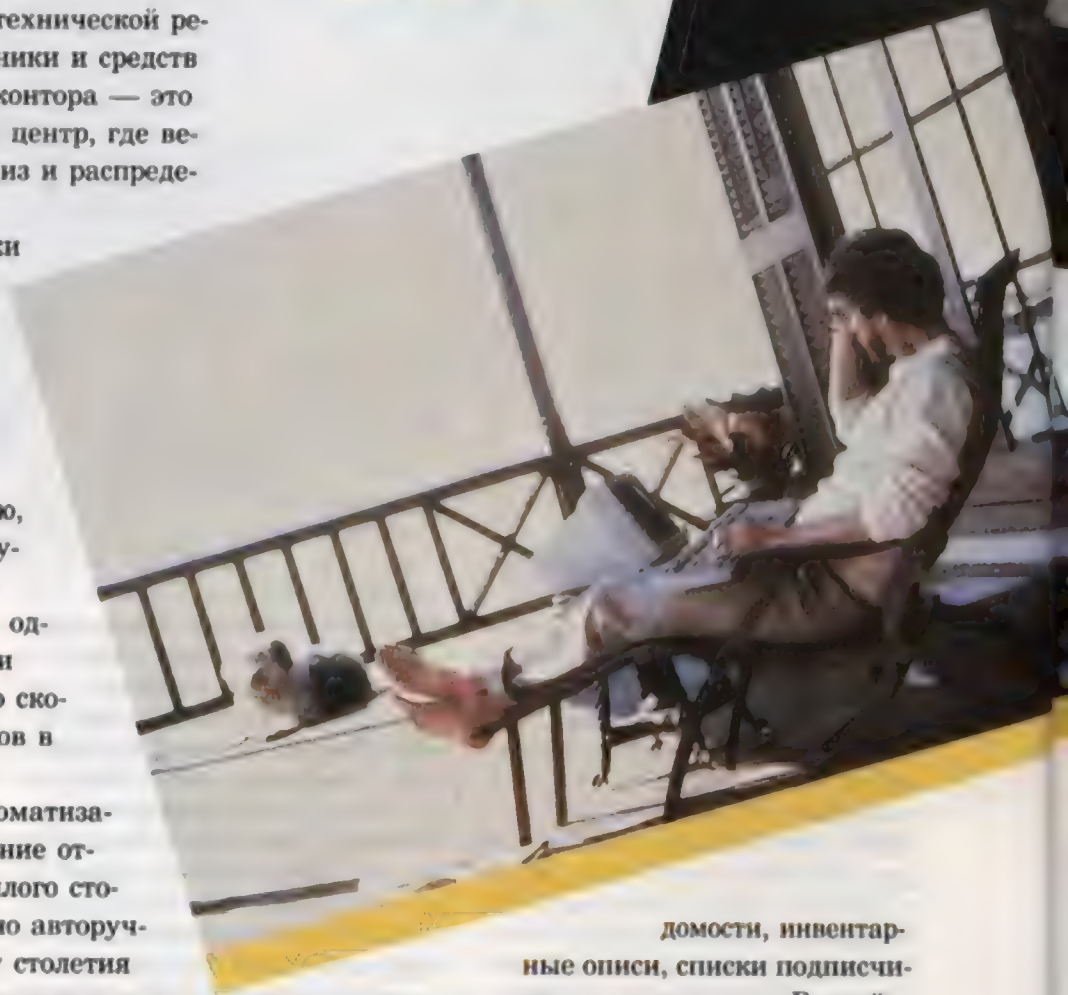 технической ре-
ники и средств
контора — это
центр, где ве-
из и распреде-
ки
ю,
у-
од-
и
о ско-
ов в
оматиза-
ние от-
лого сто-
но авторуч-
у столетия
домости, инвентар-
ные описи, списки подписчи-